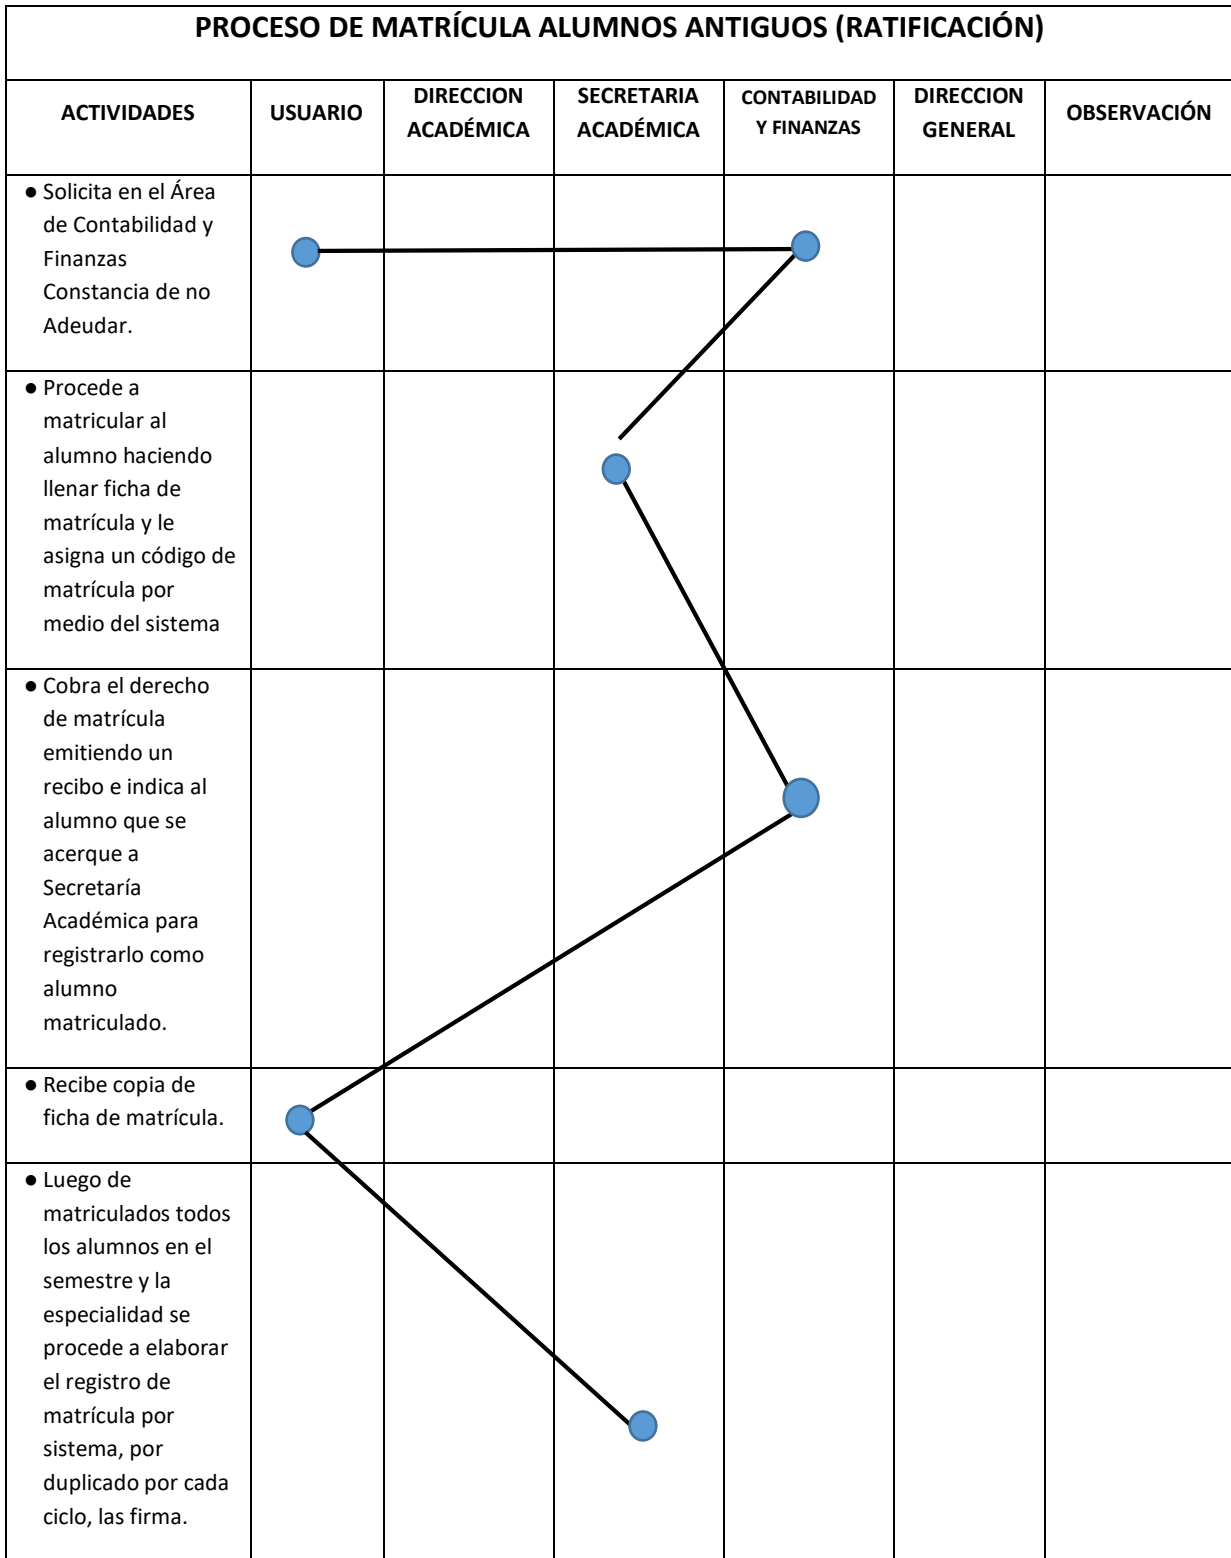 PROCESO DE MATRÍCULA ALUMNOS ANTIGUOS (RATIFICACIÓN)
ACTIVIDADES
USUARIO
DIRECCION
ACADÉMICA
SECRETARIA
ACADÉMICA
CONTABILIDAD
Y FINANZAS
DIRECCION
GENERAL
OBSERVACIÓN
● Solicita en el Área
de Contabilidad y
Finanzas
Constancia de no
Adeudar.
● Procede a
matricular al
alumno haciendo
llenar ficha de
matrícula y le
asigna un código de
matrícula por
medio del sistema
● Cobra el derecho
de matrícula
emitiendo un
recibo e indica al
alumno que se
acerque a
Secretaría
Académica para
registrarlo como
alumno
matriculado.
● Recibe copia de
ficha de matrícula.
● Luego de
matriculados todos
los alumnos en el
semestre y la
especialidad se
procede a elaborar
el registro de
matrícula por
sistema, por
duplicado por cada
ciclo, las firma.